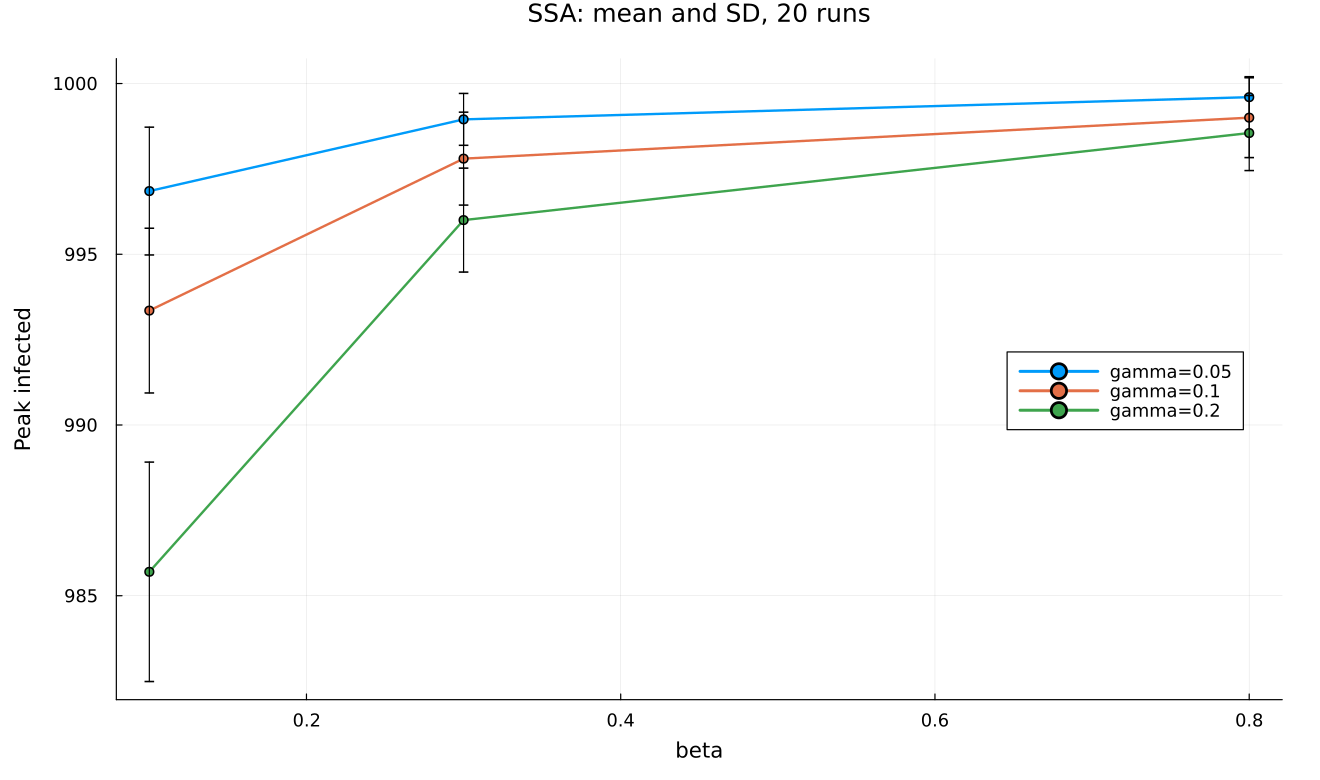 SSA: mean and SD, 20 runs
Peak infected
1000
995
990
985
0.2
0.4
0.6
0.8
beta
gamma=0.05
gamma=0.1
gamma=0.2